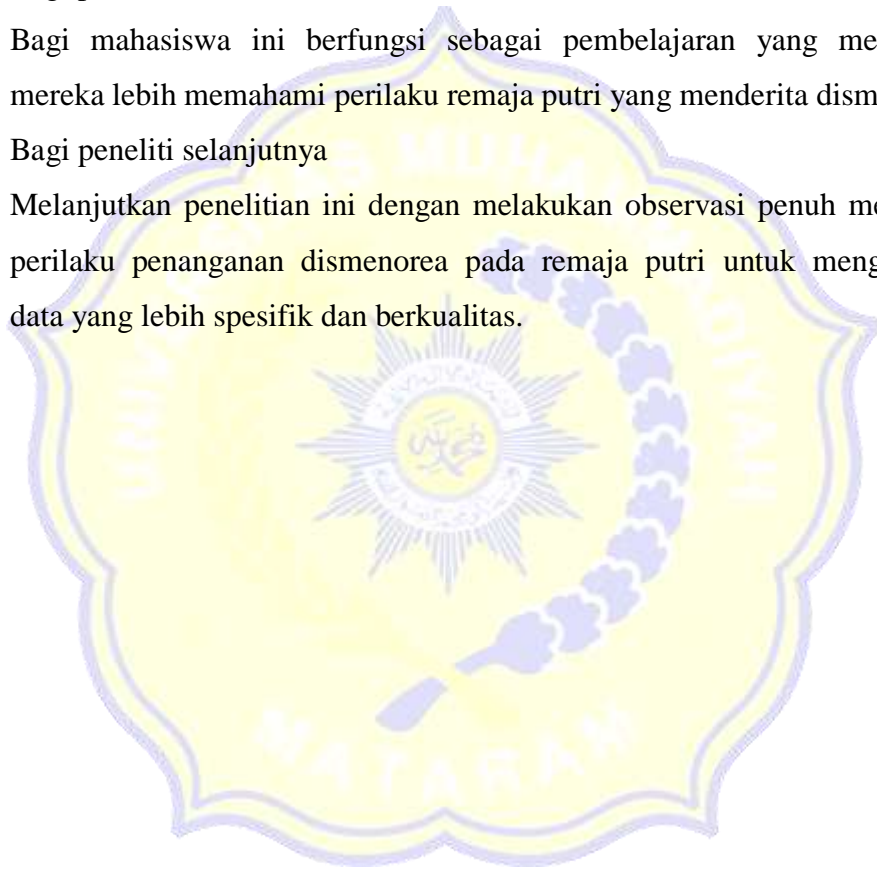 Bagi mahasiswa ini berfungsi sebagai pembelajaran yang me
mereka lebih memahami perilaku remaja putri yang menderita dism
Bagi peneliti selanjutnya
Melanjutkan penelitian ini dengan melakukan observasi penuh me
perilaku penanganan dismenorea pada remaja putri untuk meng
data yang lebih spesifik dan berkualitas.
UNIVERSITAS MUHAMMADIYAH
MATARAM